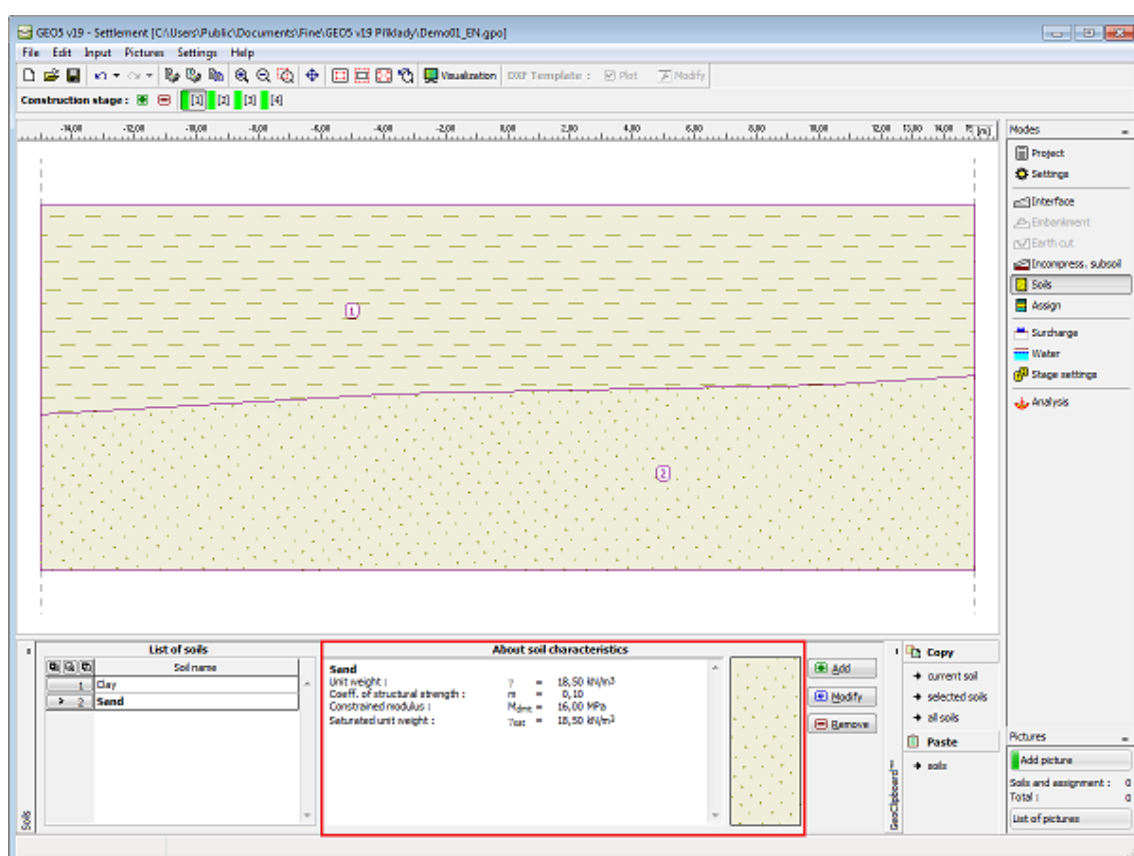 GEO5 v19 - Settlement [C:\Users\Public\Documents\Fine\GEO5 v19 Příklady\Demo01_EN.gpo]
File Edit Input Pictures Settings Help
Visualization DXF Template : Plot Modify
Construction stage : [1] [2] [3] [4]
-14,00 -12,00 -10,00 -8,00 -6,00 -4,00 -2,00 0,00 2,00 4,00 6,00 8,00 10,00 12,00 13,00 14,00 [m]
Modes
Project
Settings
Interface
Embankment
Earth cut
Incompress. subsoil
Soils
Assign
Surcharge
Water
Stage settings
Analysis
1
2
List of soils
Soil name
1 Clay
> 2 Sand
About soil characteristics
Sand
Unit weight : γ = 18,50 kN/m3
Coeff. of structural strength : m = 0,10
Constrained modulus : = 16,00 MPa
Saturated unit weight : γsat = 18,50 kN/m3
Add
Modify
Remove
Copy
current soil
selected soils
all soils
Paste
soils
GeoClipboard™
Soils
Pictures
Add picture
Soils and assignment : 0
Total : 0
List of pictures